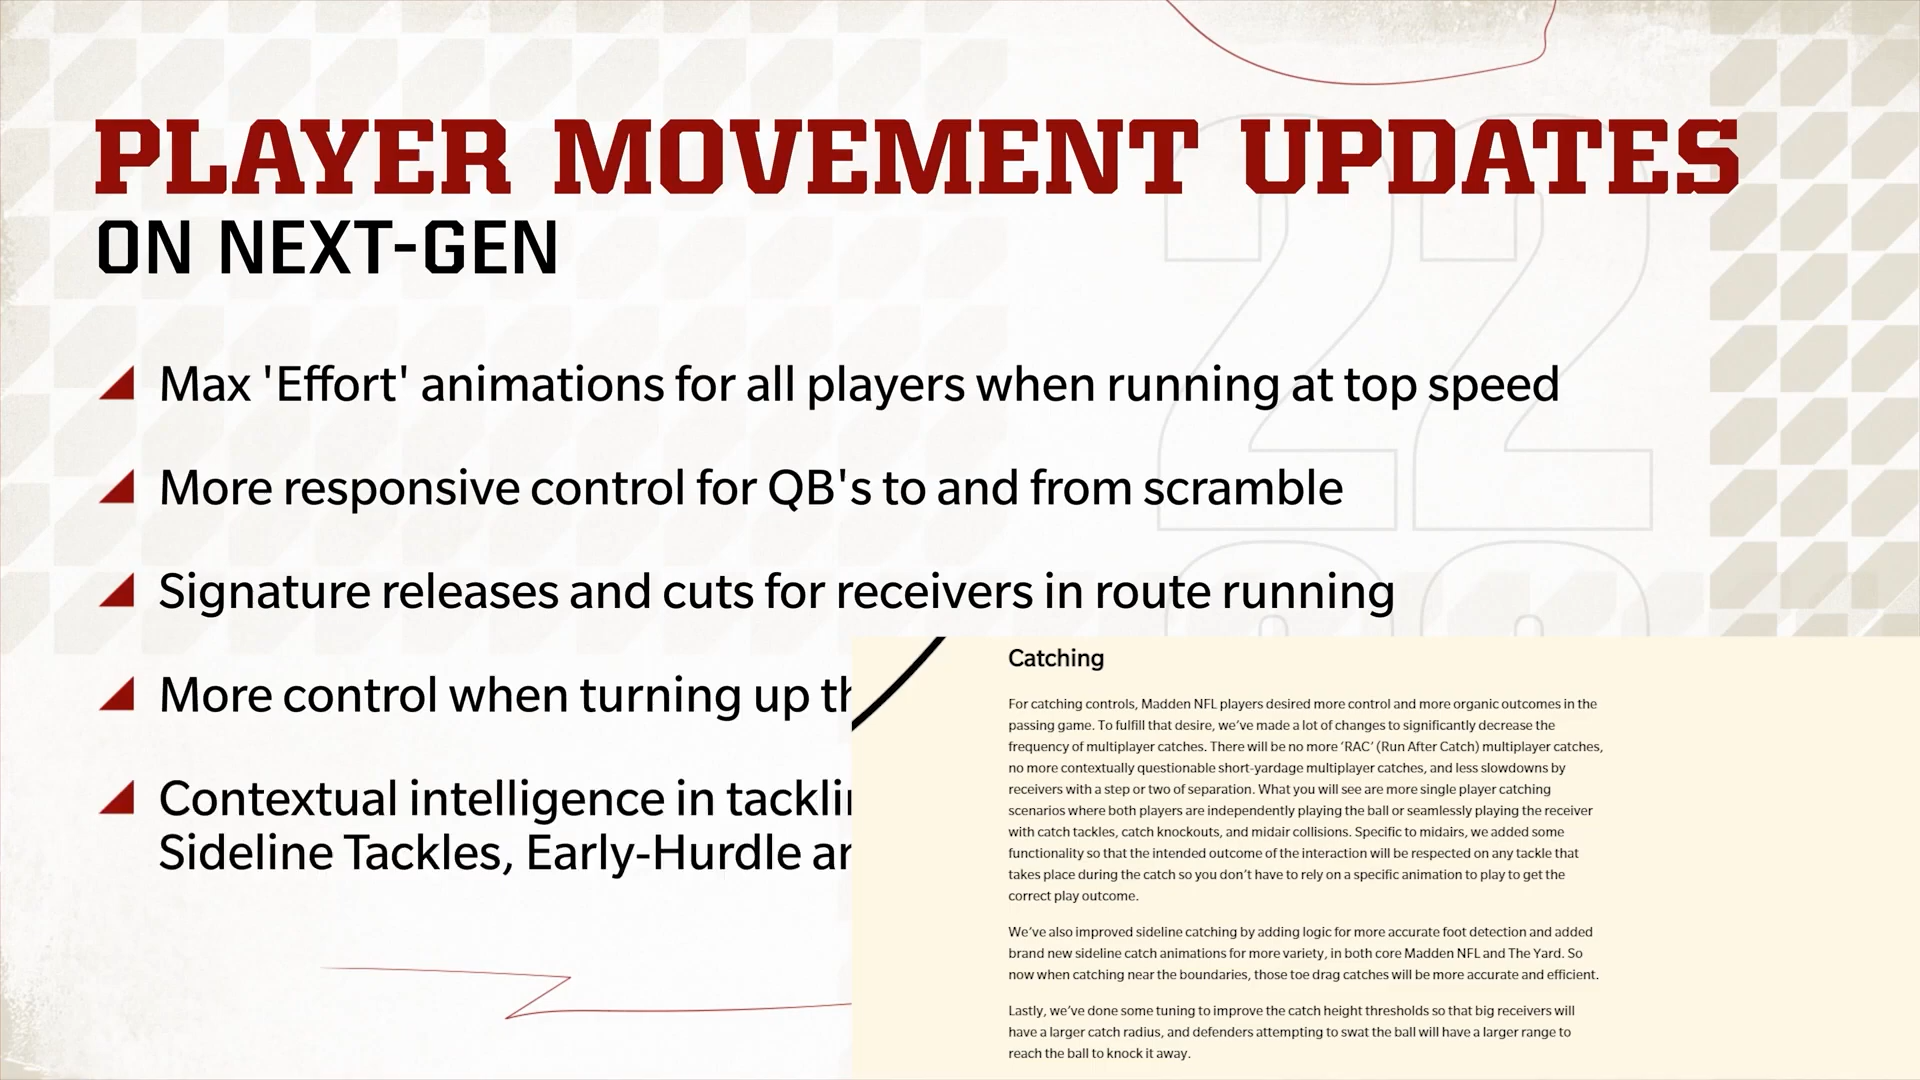 PLAYER MOVEMENT UPDATES
ON NEXT-GEN
Max 'Effort' animations for all players when running at top speed
More responsive control for QB's to and from scramble
Signature releases and cuts for receivers in route running
More control when turning up
Contextual intelligence in
Sideline Tackles, Early-Hurdle
22
Catching
For catching controls, Madden NFL players desired more control and more organic outcomes in the
passing game. To fulfill that desire, we've made a lot of changes to significantly decrease the
frequency of multiplayer catches. There will be no more ‘RAC’ (Run After Catch) multiplayer catches,
no more contextually questionable short-yardage multiplayer catches, and less slowdowns by
receivers with a step or two of separation. What you will see are more single player catching
scenarios where both players are independently playing the ball or seamlessly playing the receiver
with catch tackles, catch knockouts, and midair collisions. Specific to midairs, we added some
functionality so that the intended outcome of the interaction will be respected on any tackle that
takes place during the catch so you don't have to rely on a specific animation to play to get the
correct play outcome.
We've also improved sideline catching by adding logic for more accurate foot detection and added
brand new sideline catch animations for more variety, in both core Madden NFL and The Yard. So
now when catching near the boundaries, those toe drag catches will be more accurate and efficient.
Lastly, we've done some tuning to improve the catch height thresholds so that big receivers will
have a larger catch radius, and defenders attempting to swat the ball will have a larger range to
reach the ball to knock it away.